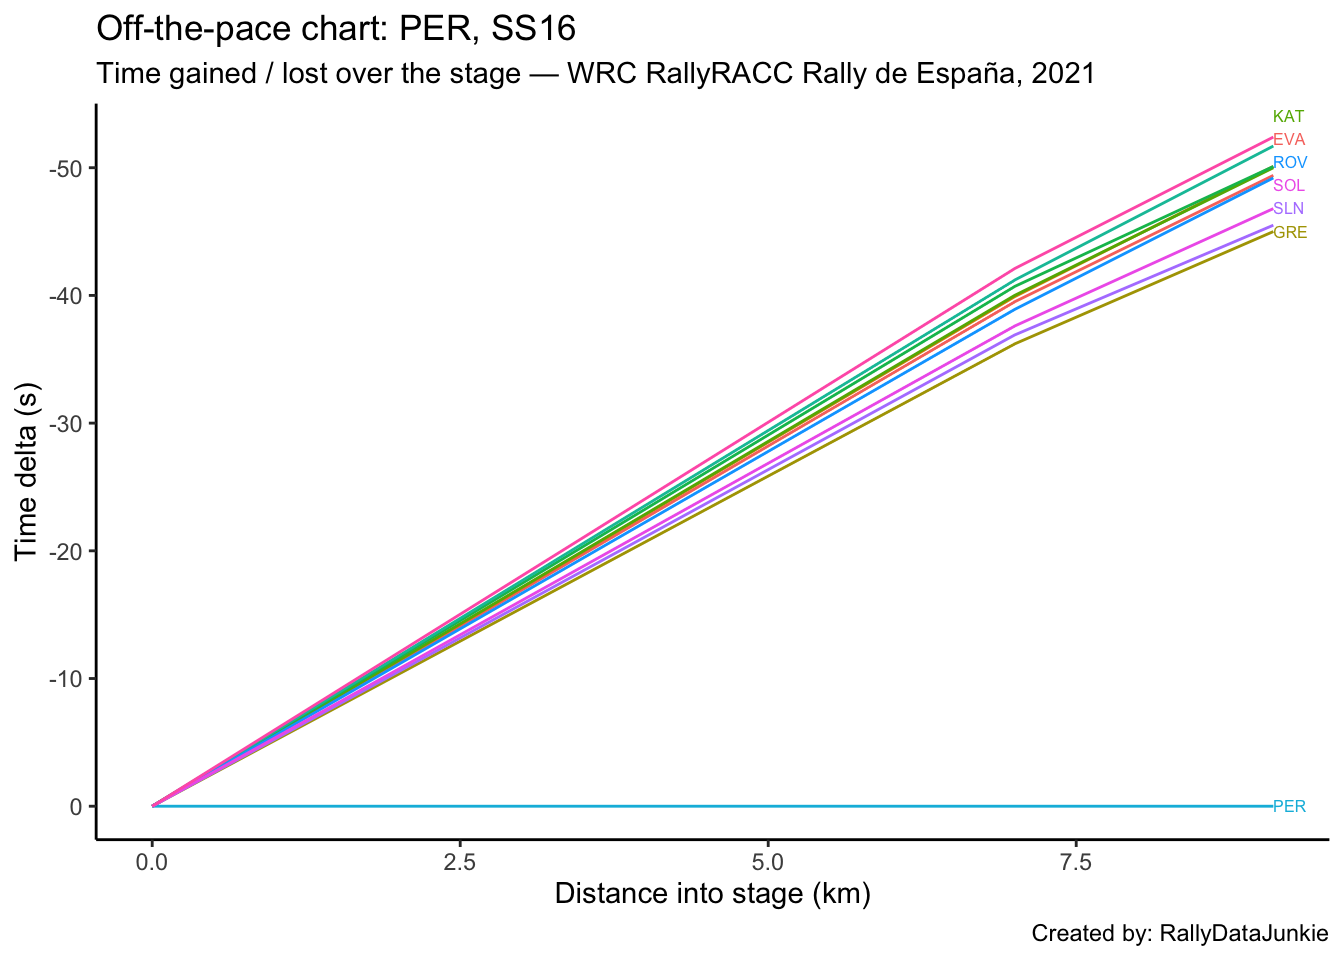 Off-the-pace chart: PER, SS16
Time gained / lost over the stage — WRC RallyRACC Rally de España, 2021
KAT
EVA
ROV
SOL
SLN
GRE
PER
-50
-40
-30
-20
-10
0
Time delta (s)
0.0 2.5 5.0 7.5
Distance into stage (km)
Created by: RallyDataJunkie